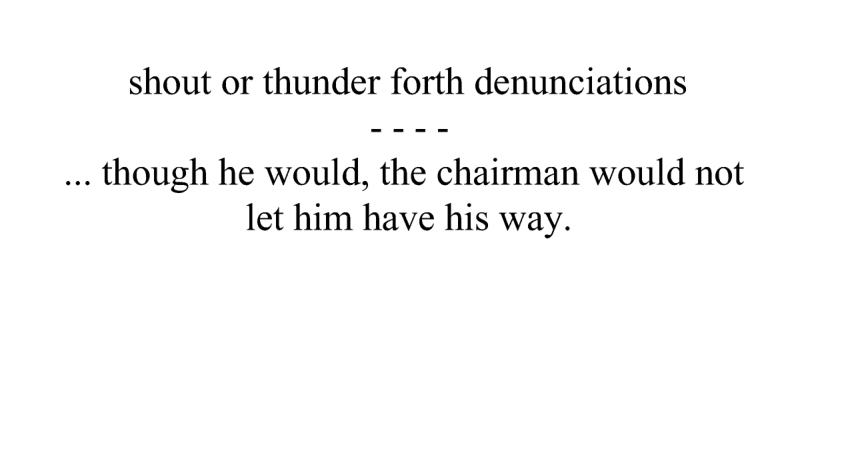 shout or thunder forth denunciations
- - - -
... though he would, the chairman would not
let him have his way.